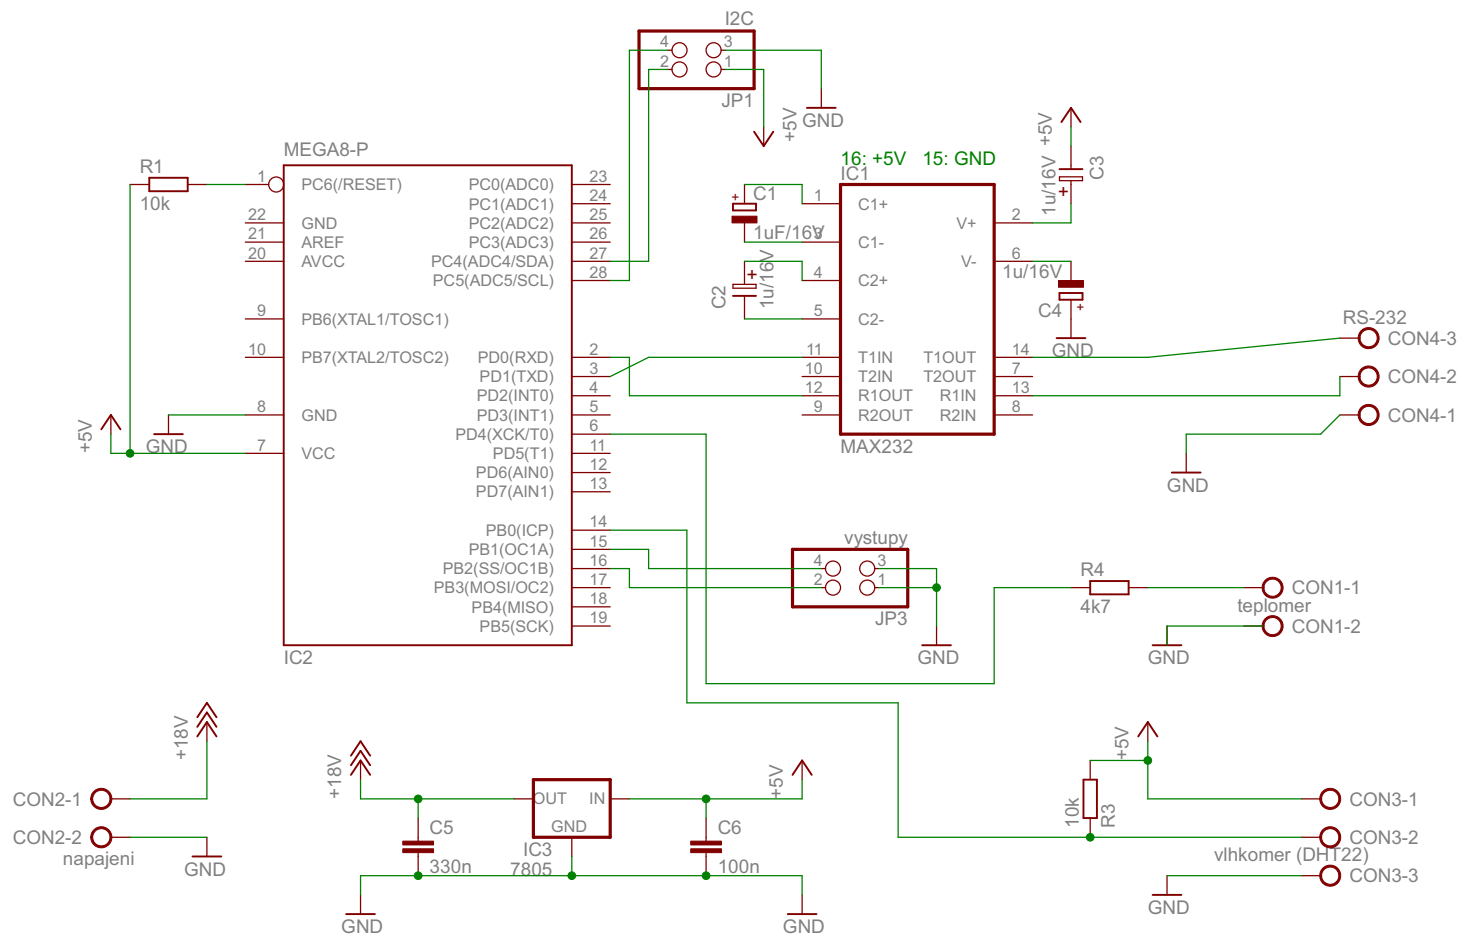 I2C
4 3
2 1
JP1
+5V
GND
MEGA8-P
R1
10k
1 PC6(/RESET)
22 GND
21 AREF
20 AVCC
9 PB6(XTAL1/TOSC1)
10 PB7(XTAL2/TOSC2)
8 GND
7 VCC
+5V
GND
PC0(ADC0) 23
PC1(ADC1) 24
PC2(ADC2) 25
PC3(ADC3) 26
PC4(ADC4/SDA) 27
PC5(ADC5/SCL) 28
PD0(RXD) 2
PD1(TXD) 3
PD2(INT0) 4
PD3(INT1) 5
PD4(XCK/T0) 6
PD5(T1) 11
PD6(AIN0) 12
PD7(AIN1) 13
PB0(ICP) 14
PB1(OC1A) 15
PB2(SS/OC1B) 16
PB3(MOSI/OC2) 17
PB4(MISO) 18
PB5(SCK) 19
IC2
16: +5V 15: GND
IC1
C1
+
1uF/16V
C2
+
1u/16V
1 C1+
3 C1-
4 C2+
5 C2-
11 T1IN
10 T2IN
12 R1OUT
9 R2OUT
V+ 2
V- 6
T1OUT 14
T2OUT 7
R1IN 13
R2IN 8
MAX232
+5V
C3
+
1u/16V
1u/16V
C4
+
GND
RS-232
CON4-3
CON4-2
CON4-1
GND
vystupy
4 3
2 1
JP3
GND
R4
4k7
CON1-1
teplomer
CON1-2
GND
+18V
CON2-1
CON2-2
napajeni
GND
+18V
OUT IN
GND
IC3
7805
C5
330n
C6
100n
+5V
GND
GND
+5V
10k
R3
CON3-1
CON3-2
vlhkomer (DHT22)
CON3-3
GND